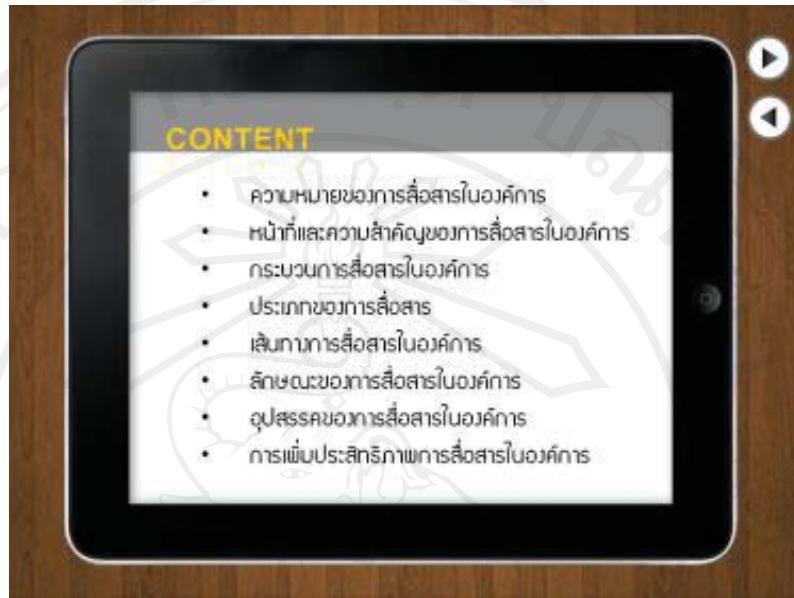 CONTENT
• ความหมายของการสื่อสารในองค์การ
• หน้าที่และความสำคัญของการสื่อสารในองค์การ
• กระบวนการสื่อสารในองค์การ
• ประเภทของการสื่อสาร
• เส้นทางการสื่อสารในองค์การ
• ลักษณะของการสื่อสารในองค์การ
• อุปสรรคของการสื่อสารในองค์การ
• การเพิ่มประสิทธิภาพการสื่อสารในองค์การ